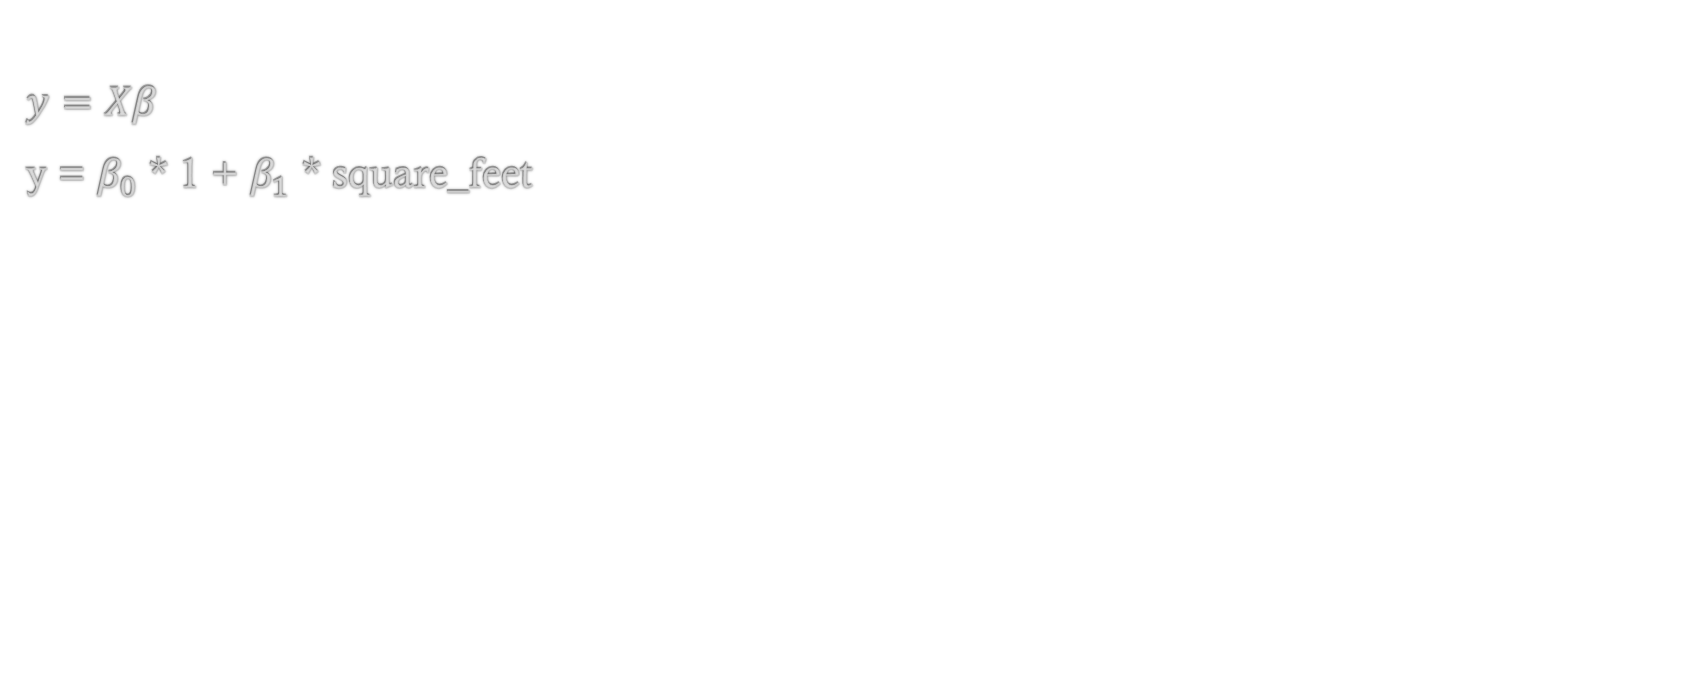 y = Xβ
y = β₀ * 1 + β₁ * square_feet